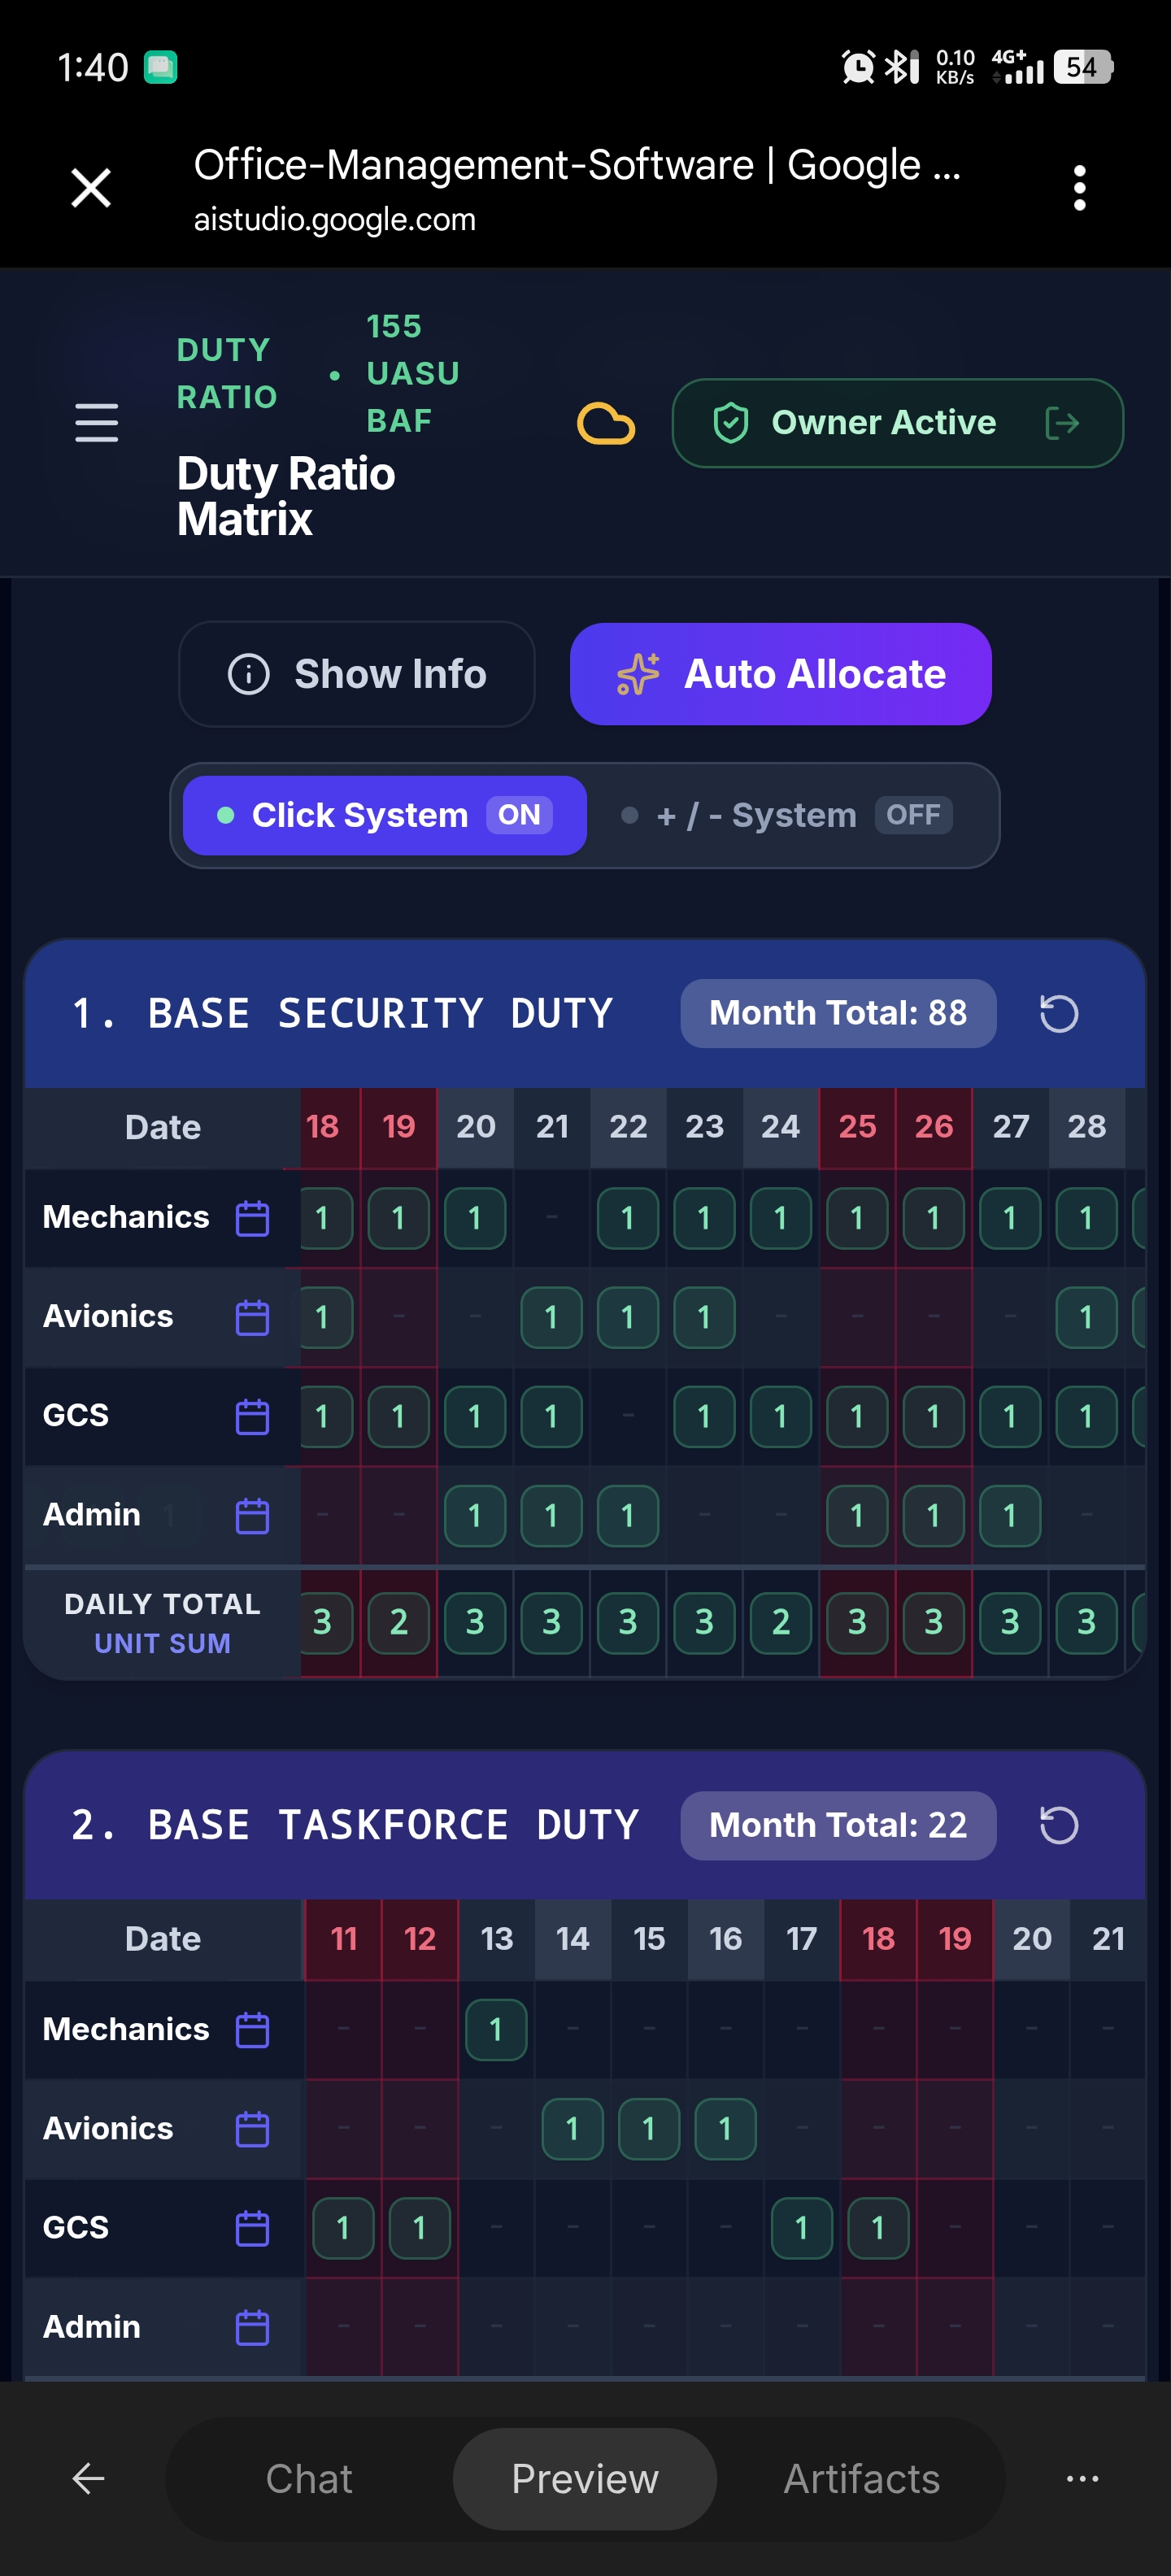 1:40
0.10
KB/s
4G+
54
Office-Management-Software | Google ...
aistudio.google.com
DUTY RATIO • 155 UASU BAF
Duty Ratio
Matrix
Owner Active
Show Info
Auto Allocate
Click System ON
+ / - System OFF
1. BASE SECURITY DUTY
Month Total: 88
Date 18 19 20 21 22 23 24 25 26 27 28
Mechanics 1 1 1 - 1 1 1 1 1 1 1
Avionics 1 - - 1 1 1 - - - - 1
GCS 1 1 1 1 - 1 1 1 1 1 1
Admin - - 1 1 1 - - 1 1 1 -
DAILY TOTAL 3 2 3 3 3 3 2 3 3 3 3
UNIT SUM
2. BASE TASKFORCE DUTY
Month Total: 22
Date 11 12 13 14 15 16 17 18 19 20 21
Mechanics - - 1 - - - - - - - -
Avionics - - - 1 1 1 - - - - -
GCS 1 1 - - - - 1 1 - - -
Admin - - - - - - - - - - -
Chat
Preview
Artifacts